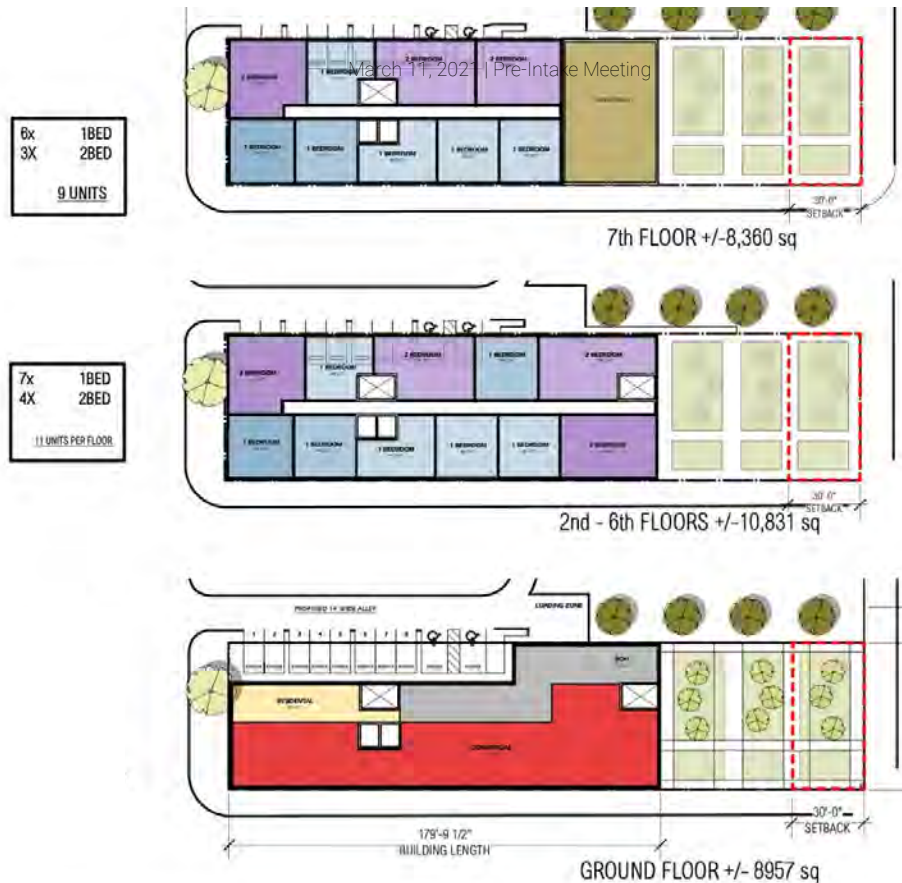 March 11, 2021 | Pre-Intake Meeting
2 BEDROOM
1 BEDROOM
2 BEDROOM
2 BEDROOM
6x 1BED
3X 2BED
9 UNITS
1 BEDROOM
1 BEDROOM
1 BEDROOM
1 BEDROOM
1 BEDROOM
30'-0"
SETBACK
7th FLOOR +/-8,360 sq
2 BEDROOM
1 BEDROOM
2 BEDROOM
1 BEDROOM
2 BEDROOM
7x 1BED
4X 2BED
11 UNITS PER FLOOR
1 BEDROOM
1 BEDROOM
1 BEDROOM
1 BEDROOM
1 BEDROOM
2 BEDROOM
30'-0"
SETBACK
2nd - 6th FLOORS +/-10,831 sq
PROPOSED 14' WIDE ALLEY
LOADING ZONE
1 2 3 4 5 6 7 8
BOH
RESIDENTIAL
COMMERCIAL
179'-9 1/2"
BUILDING LENGTH
30'-0"
SETBACK
GROUND FLOOR +/- 8957 sq